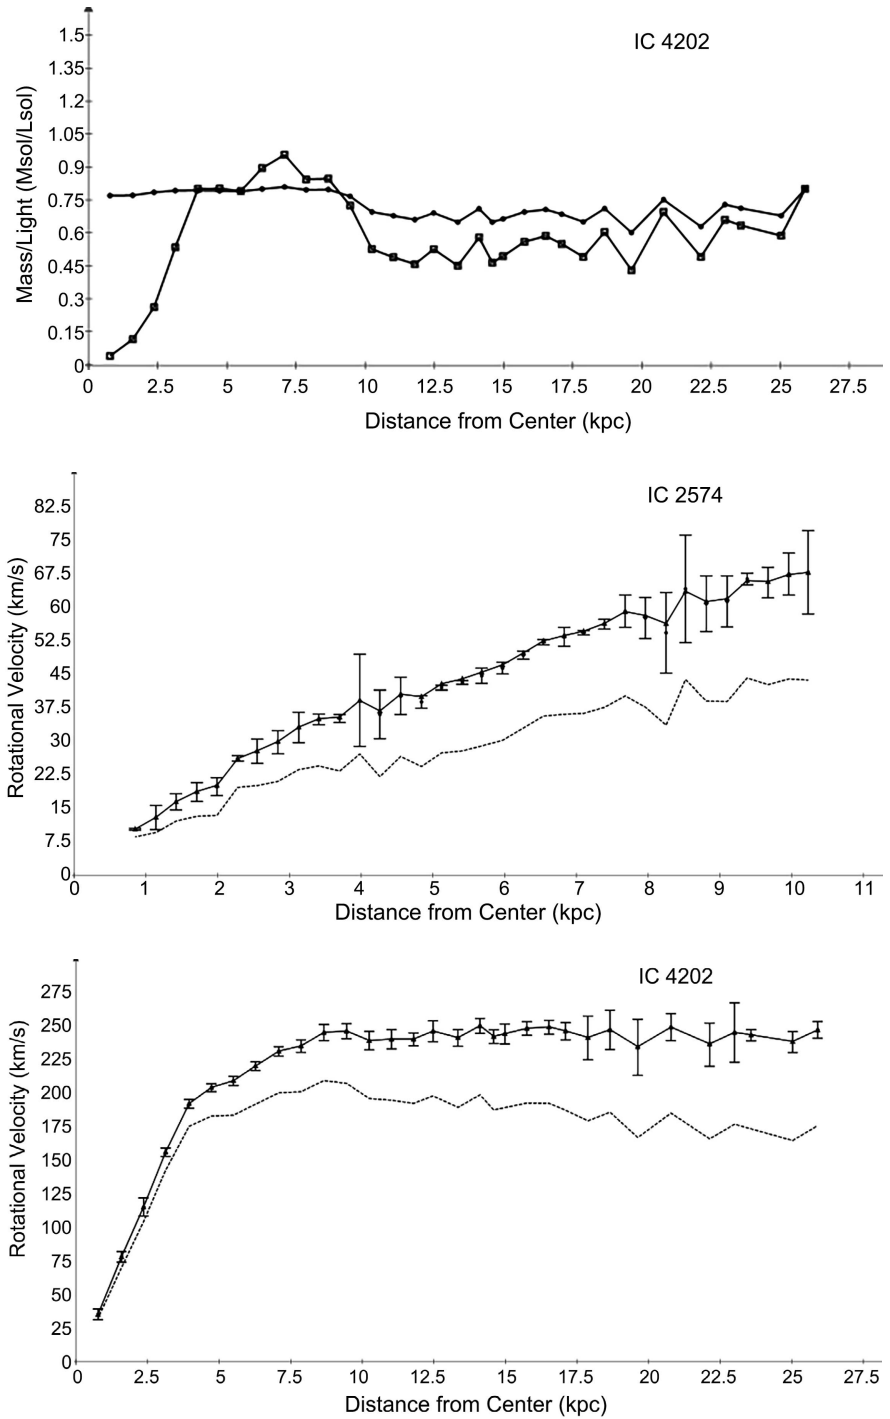 IC 4202
Mass/Light (Msol/Lsol)
1.5
1.35
1.2
1.05
0.9
0.75
0.6
0.45
0.3
0.15
0
0 2.5 5 7.5 10 12.5 15 17.5 20 22.5 25 27.5
Distance from Center (kpc)
IC 2574
Rotational Velocity (km/s)
82.5
75
67.5
60
52.5
45
37.5
30
22.5
15
7.5
0
0 1 2 3 4 5 6 7 8 9 10 11
Distance from Center (kpc)
IC 4202
Rotational Velocity (km/s)
275
250
225
200
175
150
125
100
75
50
25
0
0 2.5 5 7.5 10 12.5 15 17.5 20 22.5 25 27.5
Distance from Center (kpc)